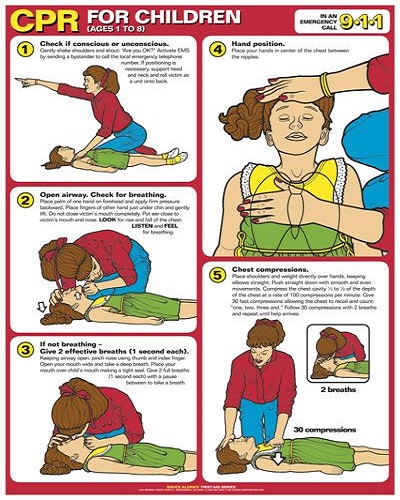 CPR FOR CHILDREN
(AGES 1 TO 8)
IN AN
EMERGENCY
CALL
9•1•1
1
Check if conscious or unconscious.
Gently shake shoulders and shout: "Are you OK?" Activate EMS
by sending a bystander to call the local emergency telephone
number. If positioning is
necessary, support head
and neck and roll victim as
a unit onto back.
2
Open airway. Check for breathing.
Place palm of one hand on forehead and apply firm pressure
backward. Place fingers of other hand just under chin and gently
lift. Do not close victim's mouth completely. Put ear close to
victim's mouth and nose. LOOK for rise and fall of the chest.
LISTEN and FEEL
for breathing.
3
If not breathing –
Give 2 effective breaths (1 second each).
Keeping airway open, pinch nose using thumb and index finger.
Open your mouth wide and take a deep breath. Place your
mouth over child's mouth making a tight seal. Give 2 full breaths
(1 second each) with a pause
between to take a breath.
4
Hand position.
Place your hands in center of the chest between
the nipples.
5
Chest compressions.
Place shoulders and weight directly over hands, keeping
elbows straight. Push straight down with smooth and even
movements. Compress the chest cavity ⅓ to ½ of the depth
of the chest at a rate of 100 compressions per minute. Give
30 fast compressions allowing the chest to recoil and count:
"one, two, three and." Follow 30 compressions with 2 breaths
and repeat until help arrives.
2 breaths
30 compressions
BRUCE ALGRA'S FIRST-AID SERIES